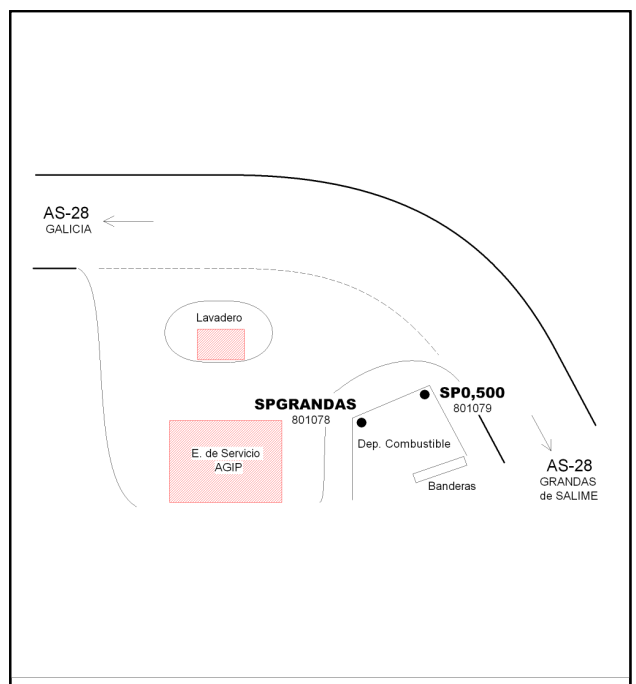 AS-28
GALICIA
Lavadero
SPGRANDAS
801078
SP0,500
801079
E. de Servicio
AGIP
Dep. Combustible
Banderas
AS-28
GRANDAS
de SALIME